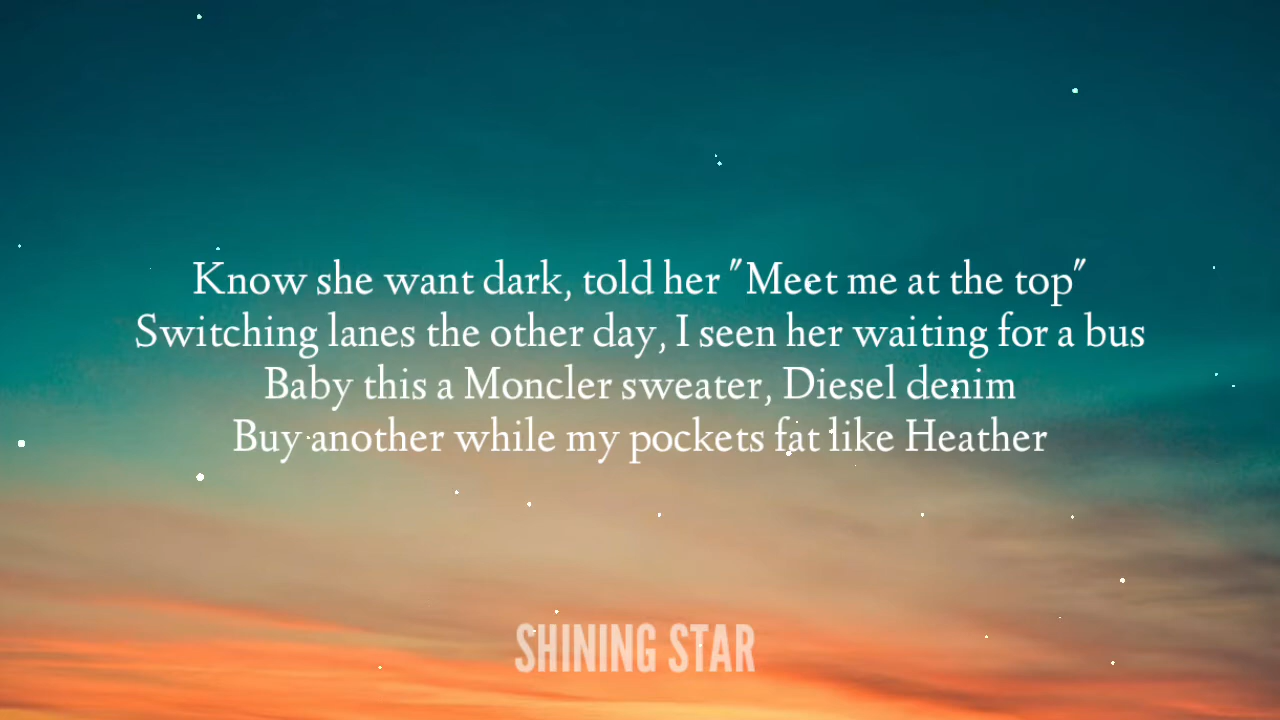 Know she want dark, told her "Meet me at the top"
Switching lanes the other day, I seen her waiting for a bus
Baby this a Moncler sweater, Diesel denim
Buy another while my pockets fat like Heather
SHINING STAR